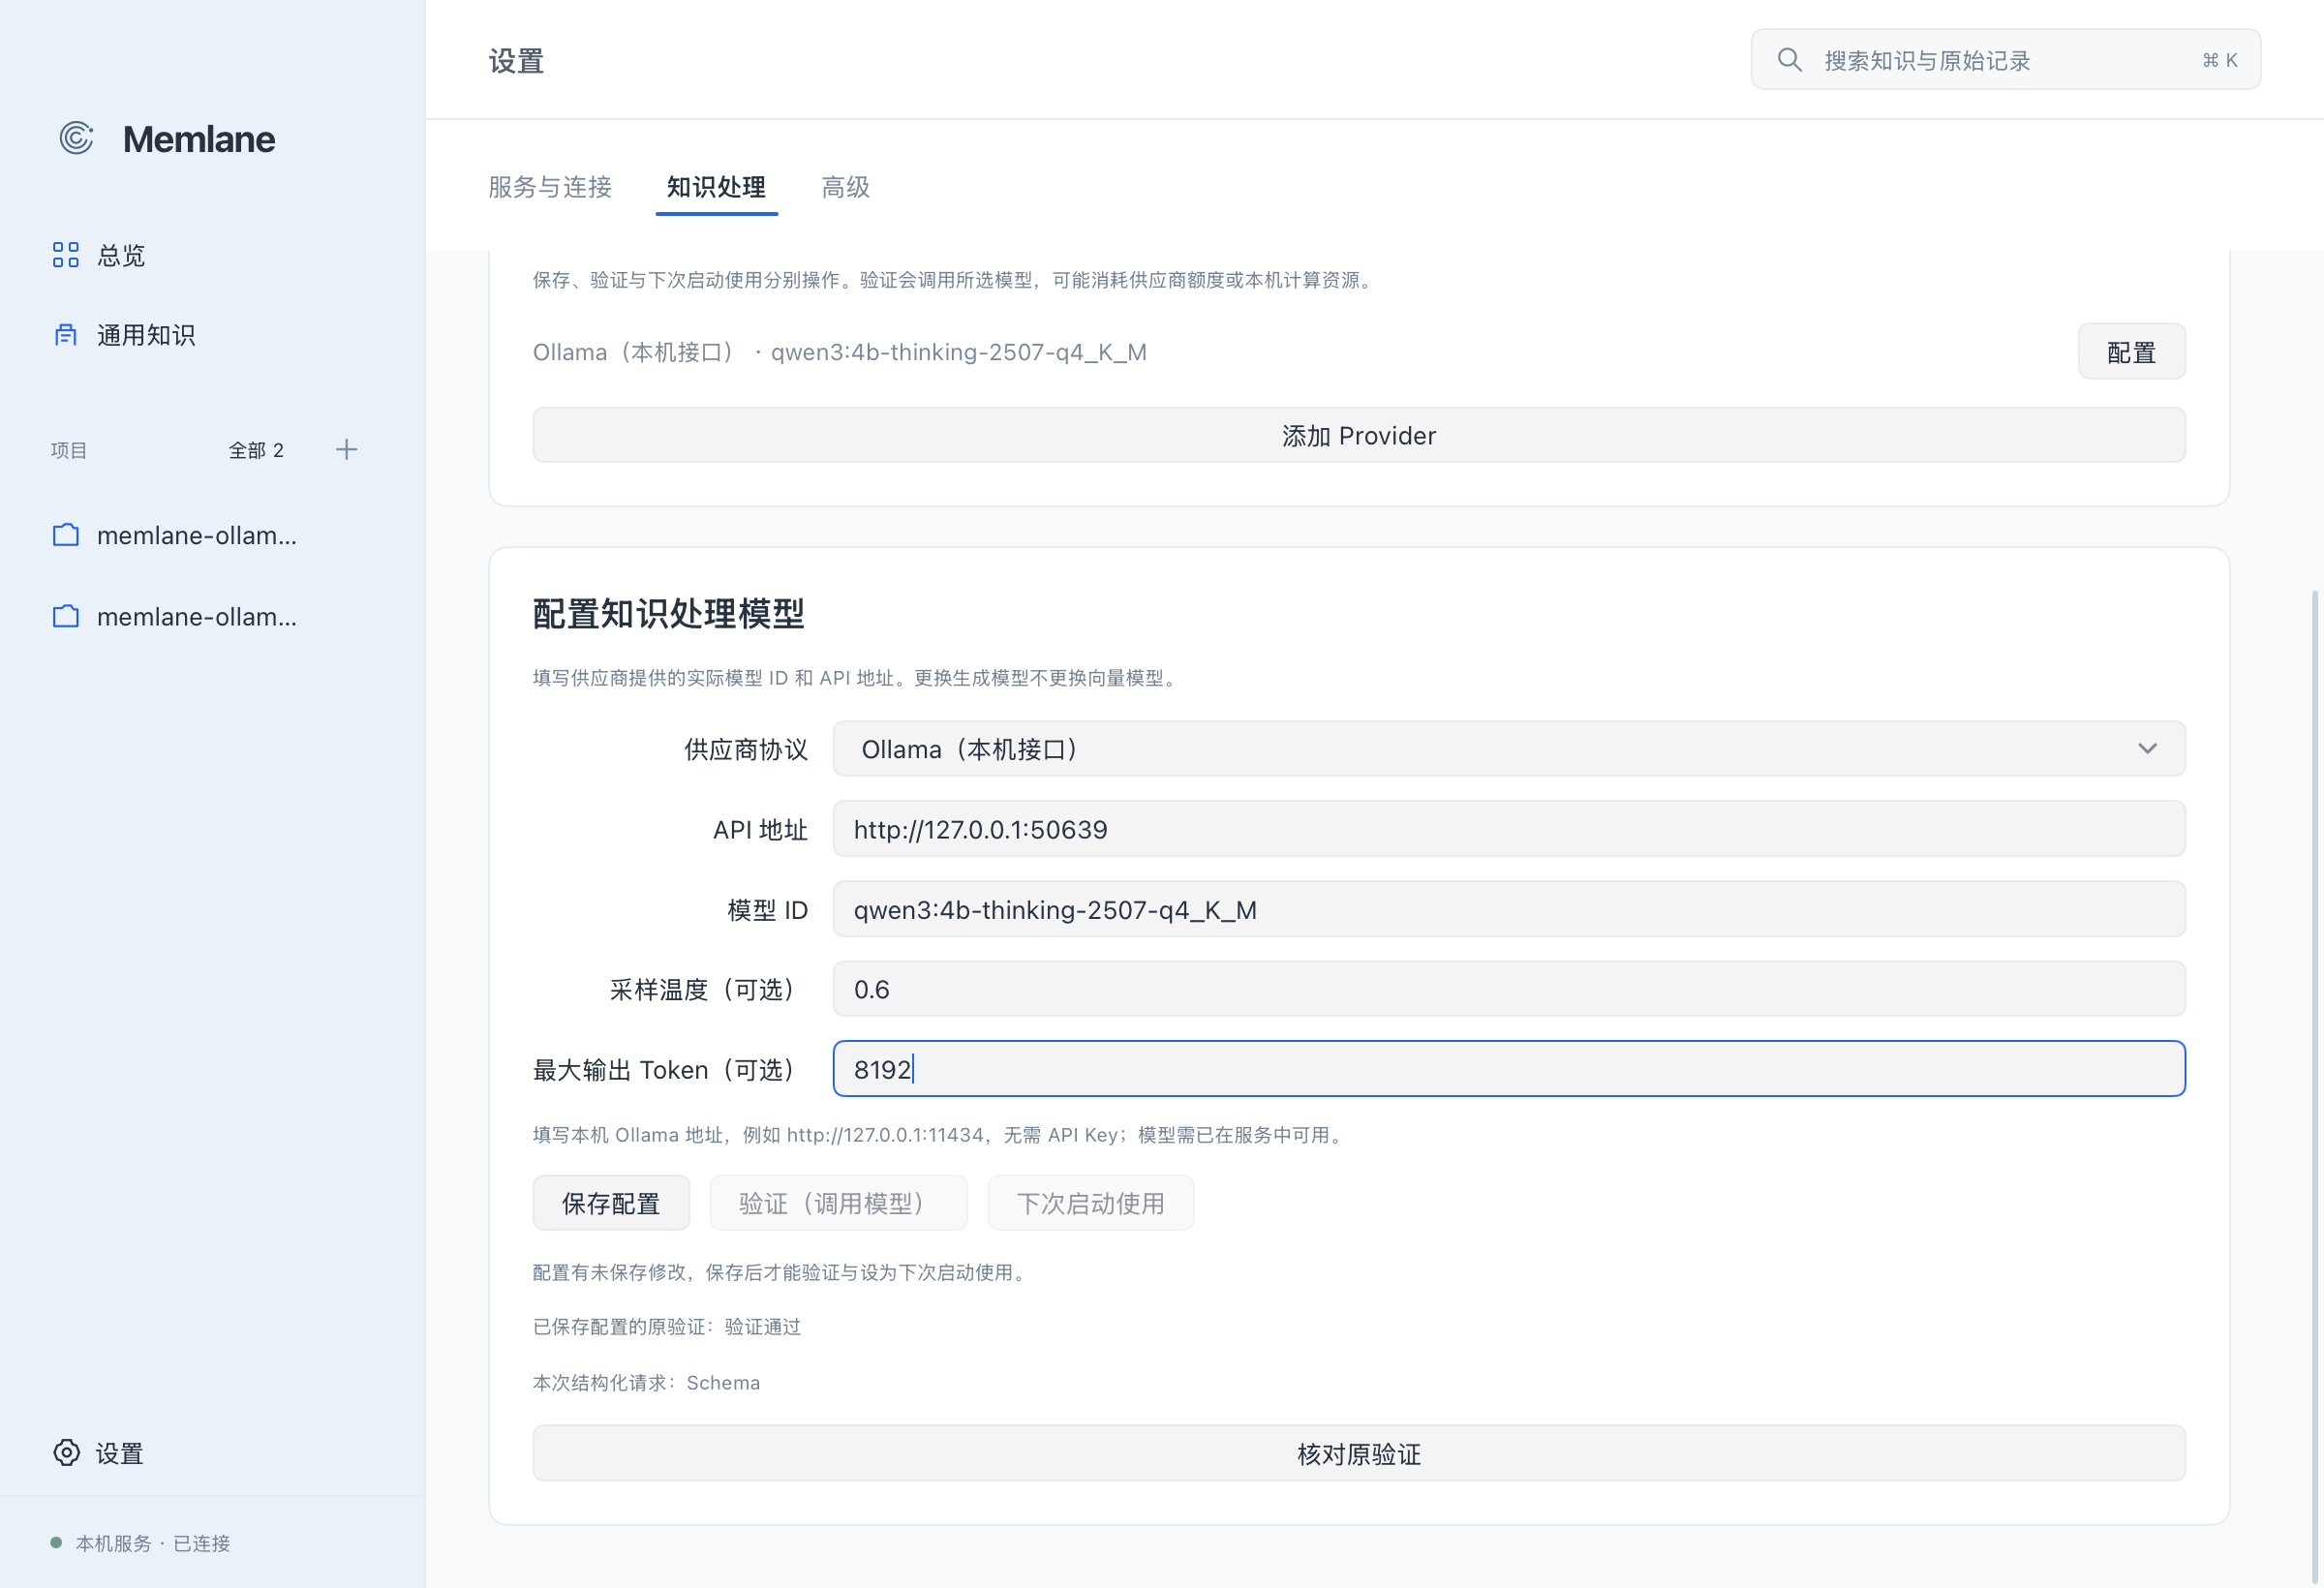 Memlane
总览
通用知识
项目
全部 2
memlane-ollam...
memlane-ollam...
设置
本机服务 · 已连接
设置
搜索知识与原始记录
⌘ K
服务与连接
知识处理
高级
保存、验证与下次启动使用分别操作。验证会调用所选模型，可能消耗供应商额度或本机计算资源。
Ollama（本机接口） · qwen3:4b-thinking-2507-q4_K_M
配置
添加 Provider
配置知识处理模型
填写供应商提供的实际模型 ID 和 API 地址。更换生成模型不更换向量模型。
供应商协议
Ollama（本机接口）
API 地址
http://127.0.0.1:50639
模型 ID
qwen3:4b-thinking-2507-q4_K_M
采样温度（可选）
0.6
最大输出 Token（可选）
8192
填写本机 Ollama 地址，例如 http://127.0.0.1:11434，无需 API Key；模型需已在服务中可用。
保存配置
验证（调用模型）
下次启动使用
配置有未保存修改，保存后才能验证与设为下次启动使用。
已保存配置的原验证：验证通过
本次结构化请求：Schema
核对原验证